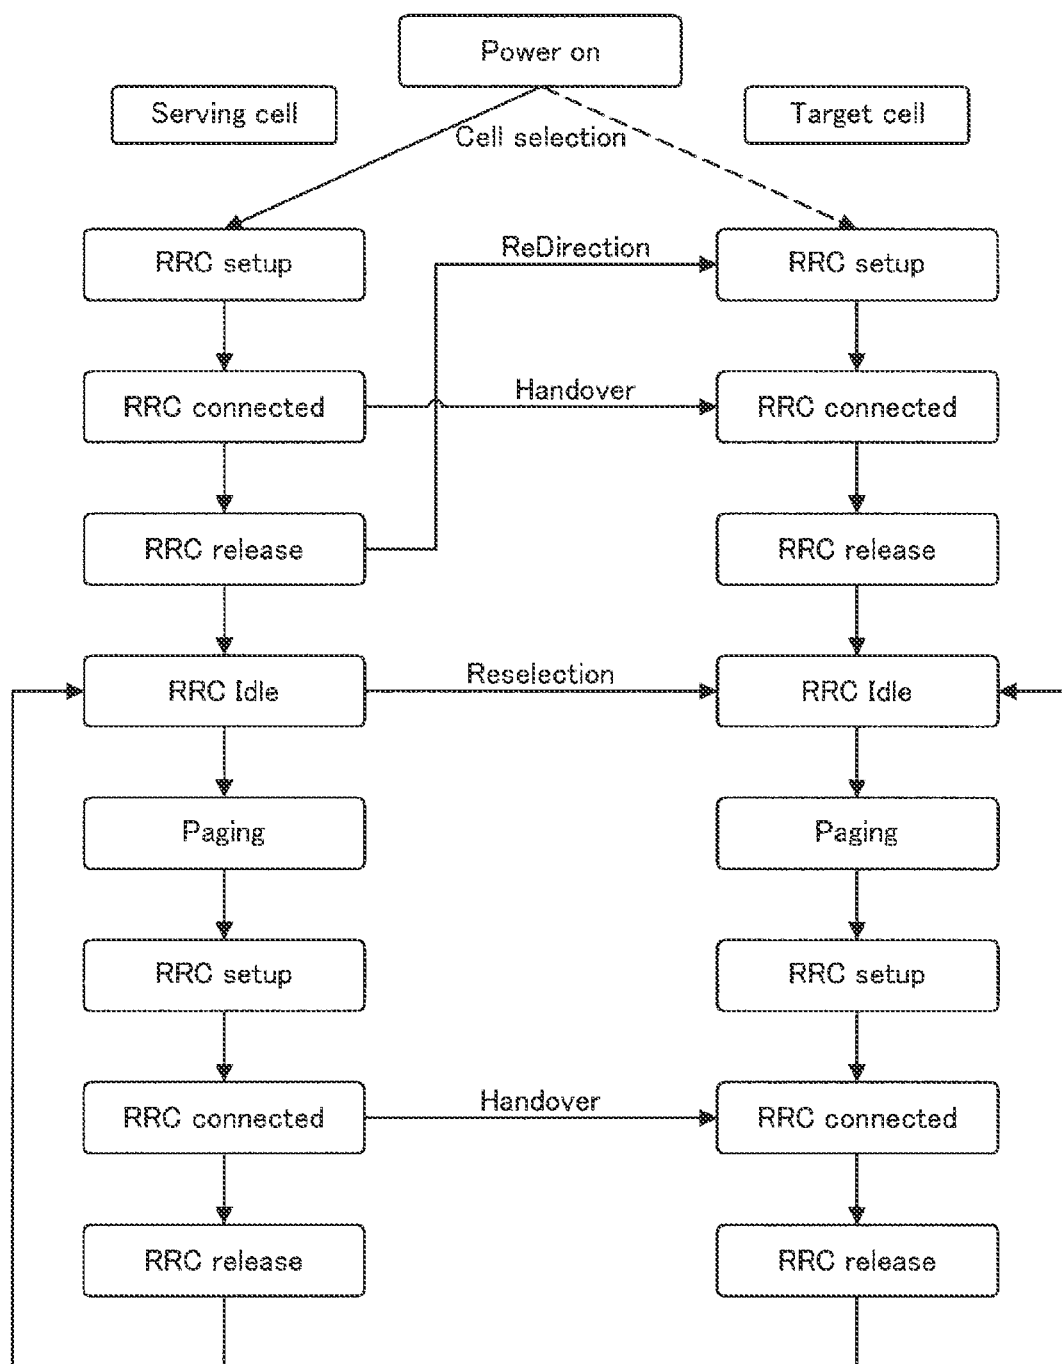 Power on
Serving cell
Target cell
Cell selection
RRC setup
ReDirection
RRC setup
RRC connected
Handover
RRC connected
RRC release
RRC release
RRC Idle
Reselection
RRC Idle
Paging
Paging
RRC setup
RRC setup
RRC connected
Handover
RRC connected
RRC release
RRC release